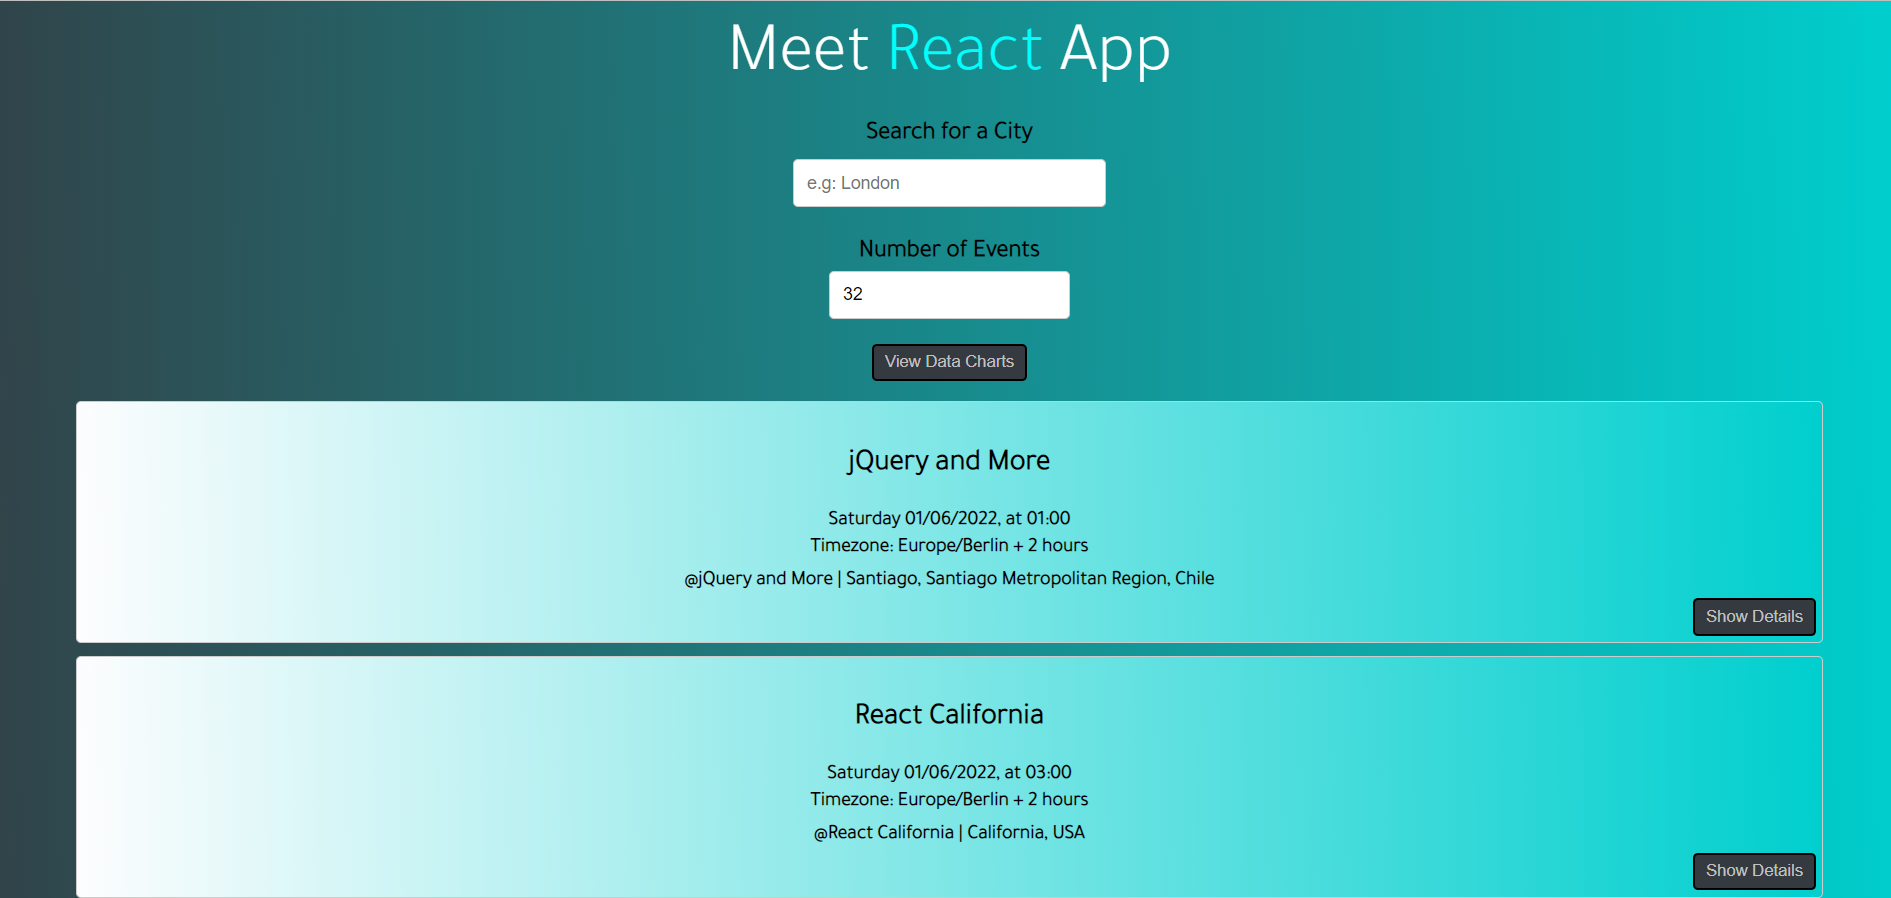 Meet React App
Search for a City
e.g: London
Number of Events
32
View Data Charts
jQuery and More
Saturday 01/06/2022, at 01:00
Timezone: Europe/Berlin + 2 hours
@jQuery and More | Santiago, Santiago Metropolitan Region, Chile
Show Details
React California
Saturday 01/06/2022, at 03:00
Timezone: Europe/Berlin + 2 hours
@React California | California, USA
Show Details